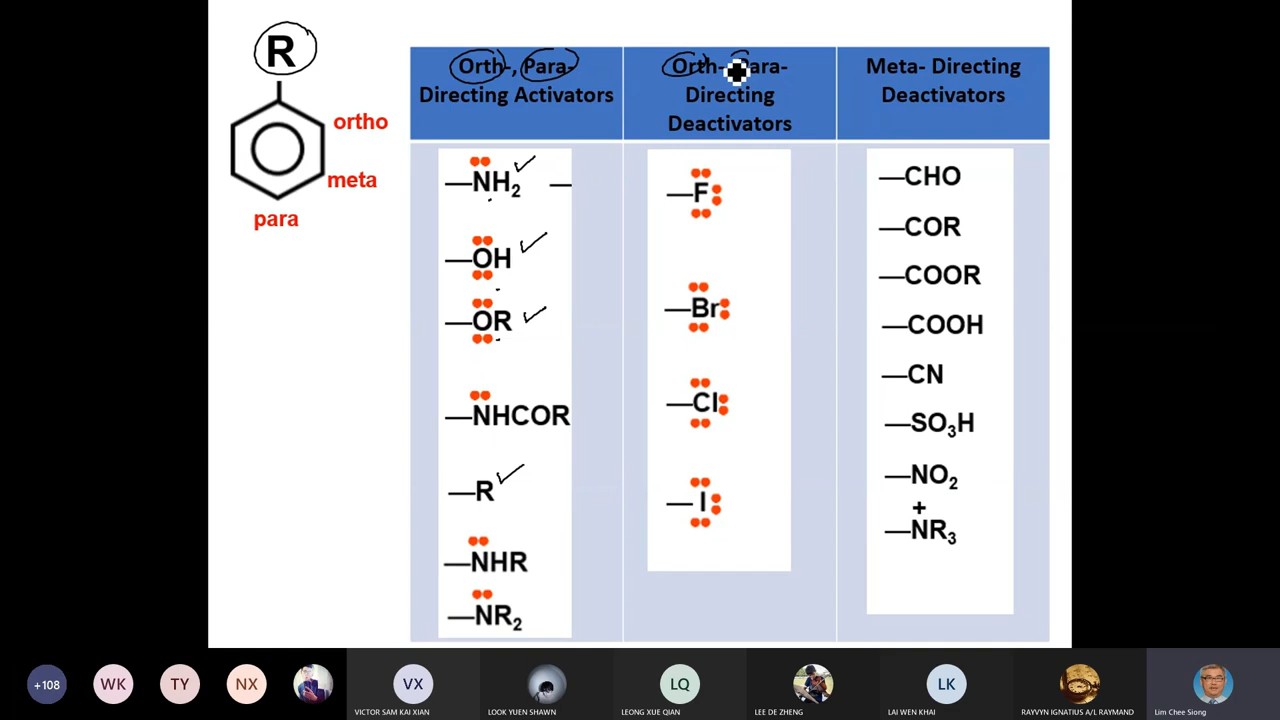 R
ortho
meta
para
Orth-, Para-
Directing Activators
Orth- Para-
Directing
Deactivators
Meta- Directing
Deactivators
—NH₂ —
—OH
—OR
—NHCOR
—R
—NHR
—NR₂
—F
—Br
—Cl
—I
—CHO
—COR
—COOR
—COOH
—CN
—SO₃H
—NO₂
+
—NR₃
+108
WK
TY
NX
VX
VICTOR SAM KAI XIAN
LOOK YUEN SHAWN
LQ
LEONG XUE QIAN
LEE DE ZHENG
LK
LAI WEN KHAI
RAYVYN IGNATIUS A/L RAYMAND
Lim Chee Siong